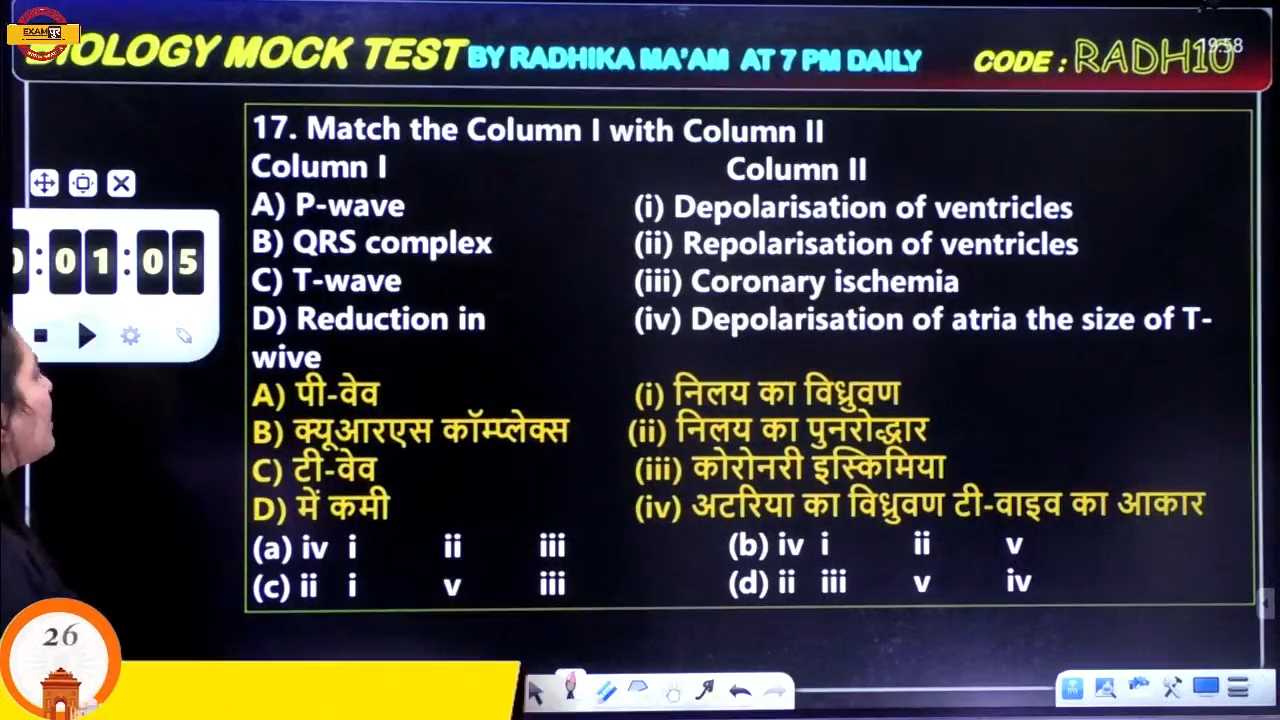 EXAMपुर
BIOLOGY MOCK TEST BY RADHIKA MA'AM AT 7 PM DAILY CODE : RADH10
19:58
17. Match the Column I with Column II
Column I Column II
A) P-wave (i) Depolarisation of ventricles
B) QRS complex (ii) Repolarisation of ventricles
C) T-wave (iii) Coronary ischemia
D) Reduction in (iv) Depolarisation of atria the size of T-
wive
A) पी-वेव (i) निलय का विध्रुवण
B) क्यूआरएस कॉम्प्लेक्स (ii) निलय का पुनरोद्धार
C) टी-वेव (iii) कोरोनरी इस्किमिया
D) में कमी (iv) अटरिया का विध्रुवण टी-वाइव का आकार
(a) iv i ii iii (b) iv i ii v
(c) ii i v iii (d) ii iii v iv
0:01:05
26